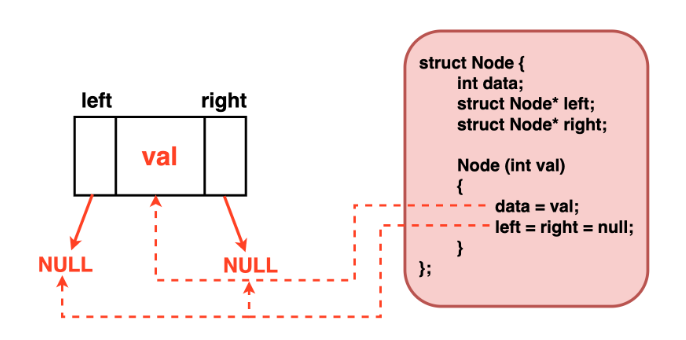 left right
val
NULL NULL
struct Node {
int data;
struct Node* left;
struct Node* right;
Node (int val)
{
data = val;
left = right = null;
}
};